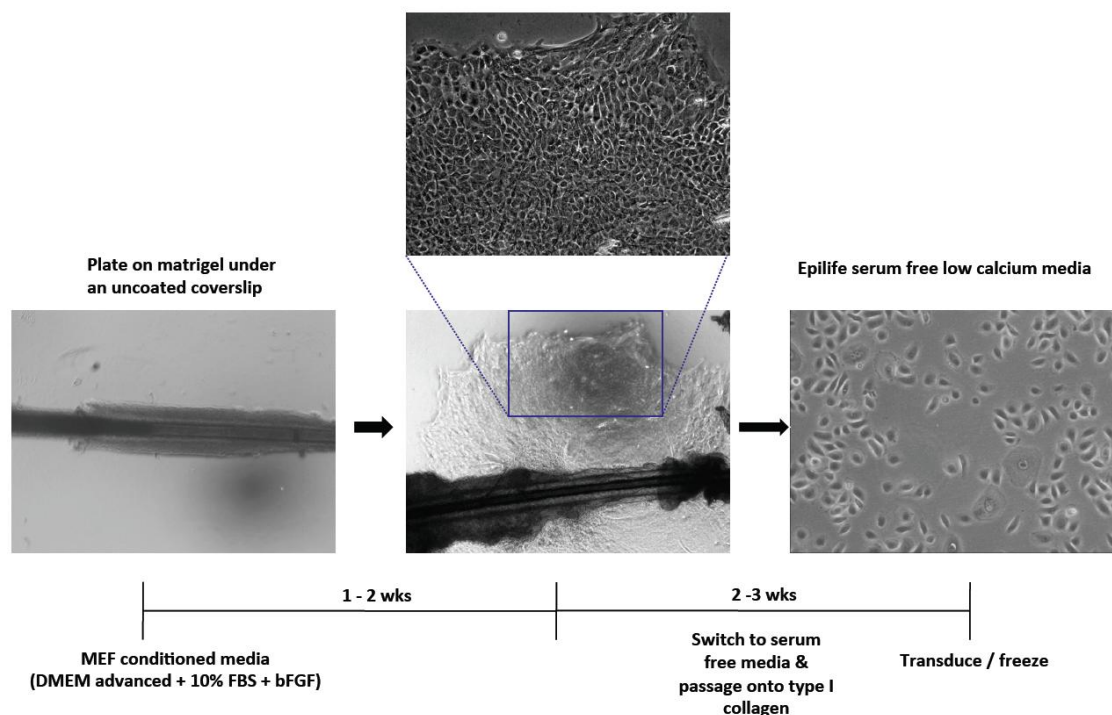 Plate on matrigel under
an uncoated coverslip
Epilife serum free low calcium media
1 - 2 wks
2 -3 wks
MEF conditioned media
(DMEM advanced + 10% FBS + bFGF)
Switch to serum
free media &
passage onto type I
collagen
Transduce / freeze